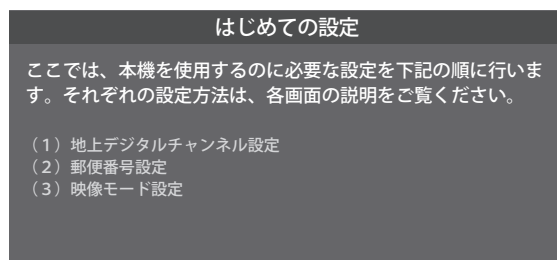 はじめての設定
ここでは、本機を使用するのに必要な設定を下記の順に行いま
す。それぞれの設定方法は、各画面の説明をご覧ください。
（1）地上デジタルチャンネル設定
（2）郵便番号設定
（3）映像モード設定